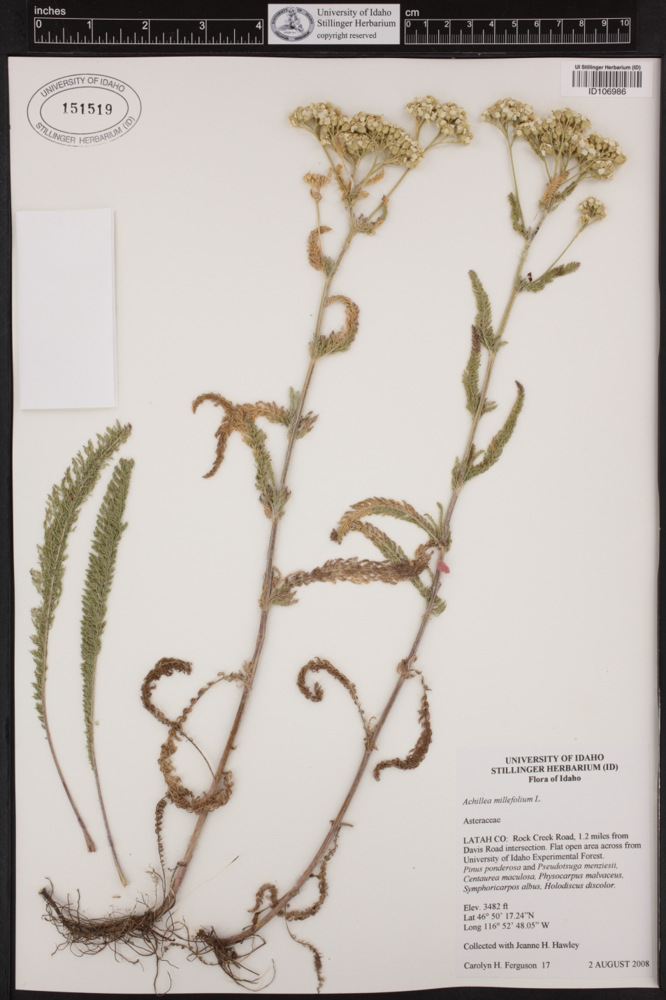 inches
0 1 2 3 4
University of Idaho
Stillinger Herbarium
copyright reserved
cm
0 1 2 3 4 5 6 7 8 9 10
UI Stillinger Herbarium (ID)
ID106986
UNIVERSITY OF IDAHO
151519
STILLINGER HERBARIUM (ID)
UNIVERSITY OF IDAHO
STILLINGER HERBARIUM (ID)
Flora of Idaho
Achillea millefolium L.
Asteraceae
LATAH CO: Rock Creek Road, 1.2 miles from
Davis Road intersection. Flat open area across from
University of Idaho Experimental Forest.
Pinus ponderosa and Pseudotsuga menziesii,
Centaurea maculosa, Physocarpus malvaceus,
Symphoricarpos albus, Holodiscus discolor.
Elev. 3482 ft
Lat 46° 50' 17.24"N
Long 116° 52' 48.05" W
Collected with Jeanne H. Hawley
Carolyn H. Ferguson 17 2 AUGUST 2008